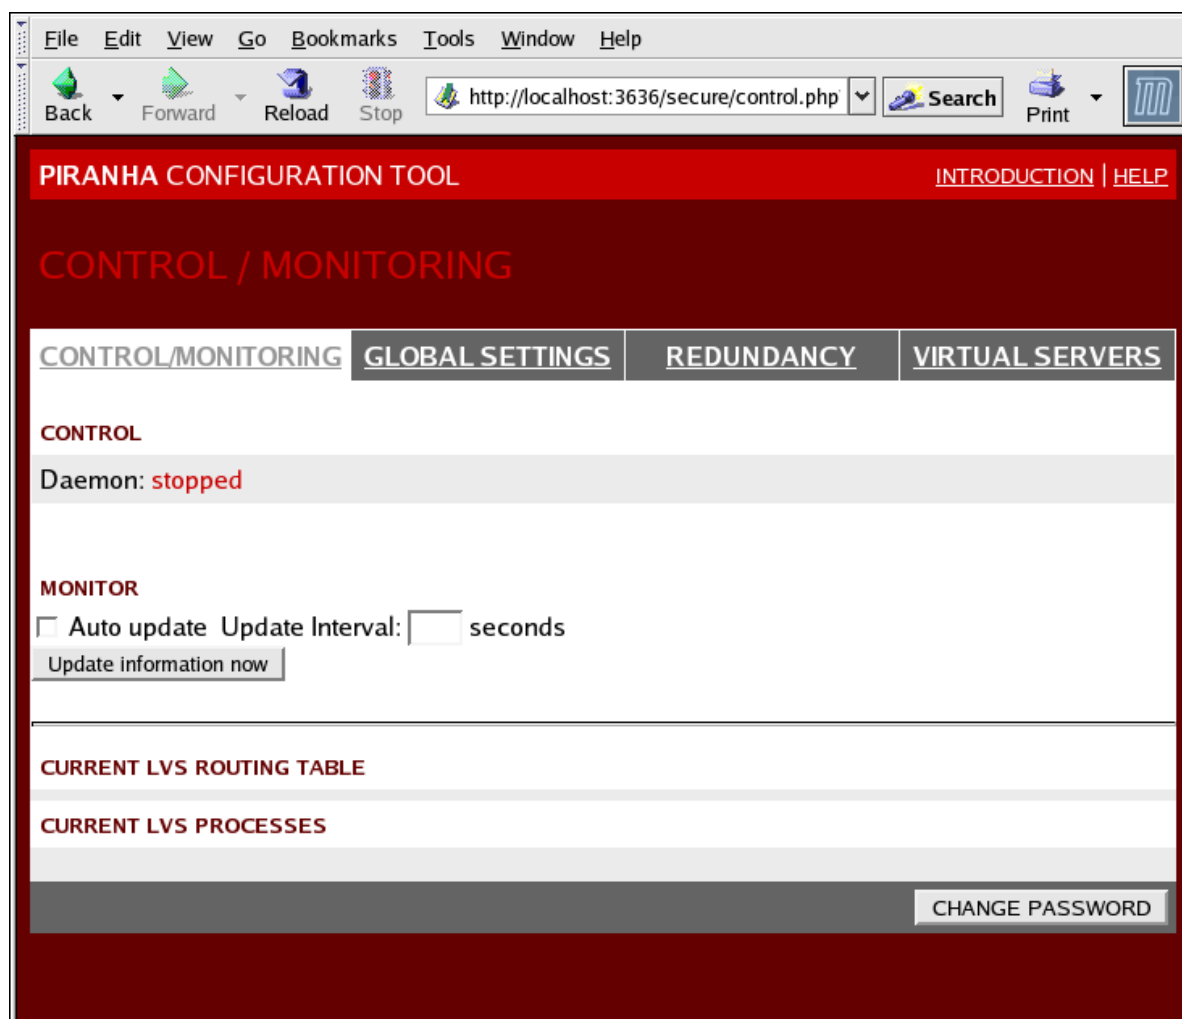 File Edit View Go Bookmarks Tools Window Help
Back Forward Reload Stop http://localhost:3636/secure/control.php Search Print
PIRANHA CONFIGURATION TOOL INTRODUCTION | HELP
CONTROL / MONITORING
CONTROL/MONITORING GLOBAL SETTINGS REDUNDANCY VIRTUAL SERVERS
CONTROL
Daemon: stopped
MONITOR
Auto update Update Interval: seconds
Update information now
CURRENT LVS ROUTING TABLE
CURRENT LVS PROCESSES
CHANGE PASSWORD